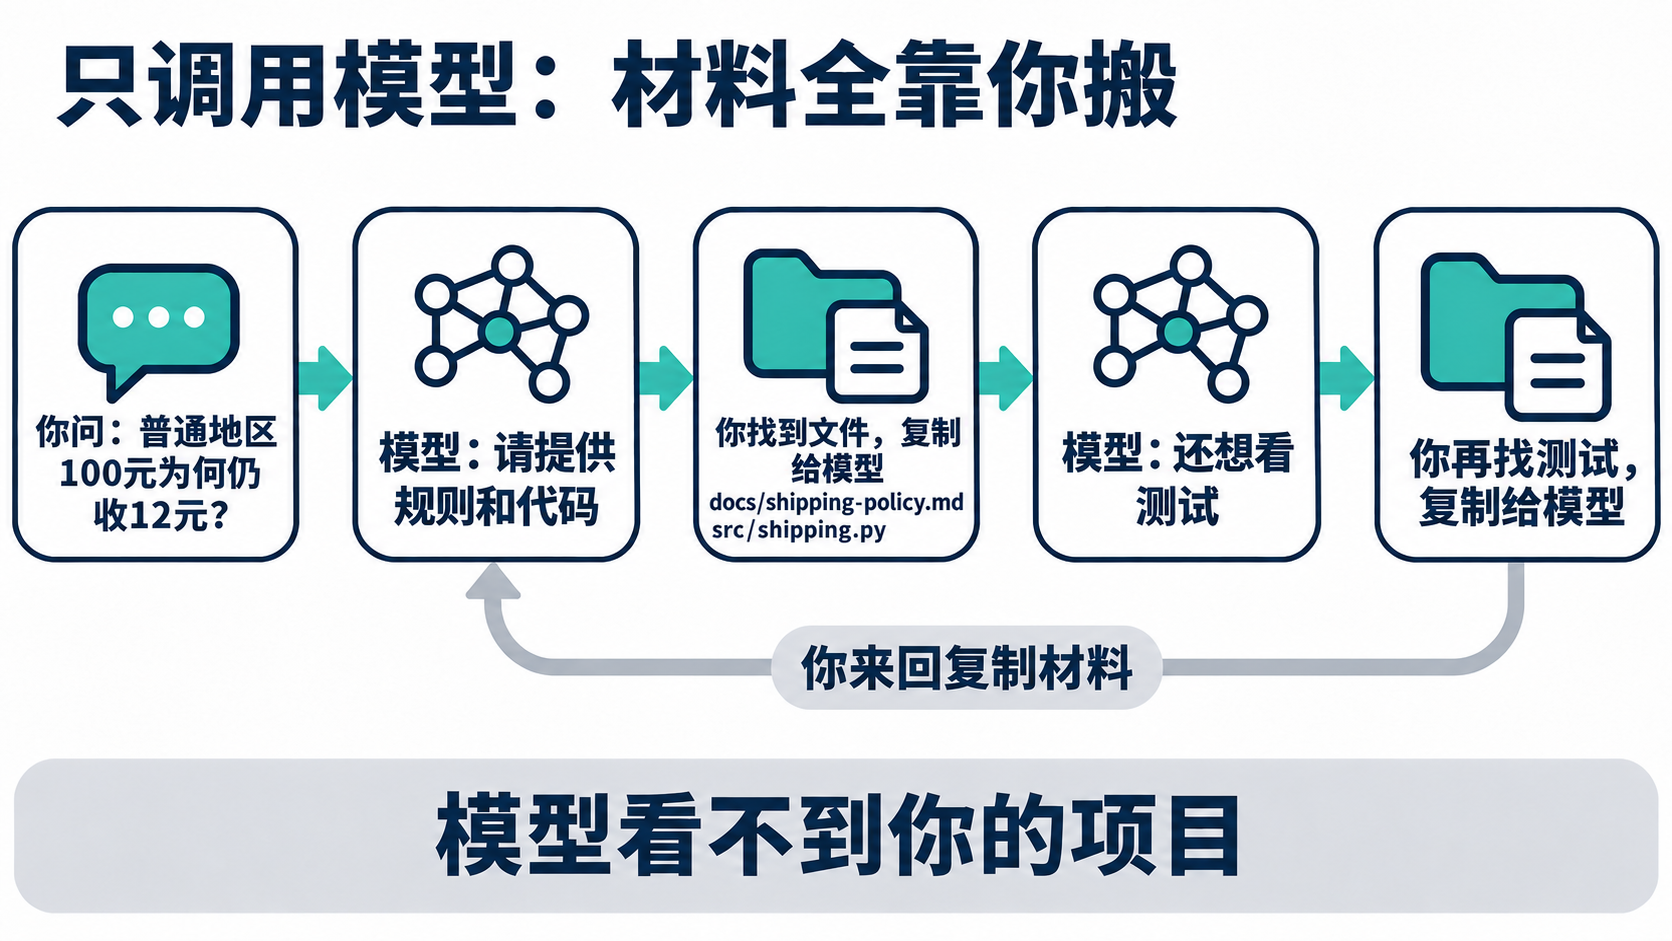 只调用模型：材料全靠你搬
你问：普通地区
100元为何仍
收12元？
模型：请提供
规则和代码
你找到文件，复制
给模型
docs/shipping-policy.md
src/shipping.py
模型：还想看
测试
你再找测试，
复制给模型
你来回复制材料
模型看不到你的项目